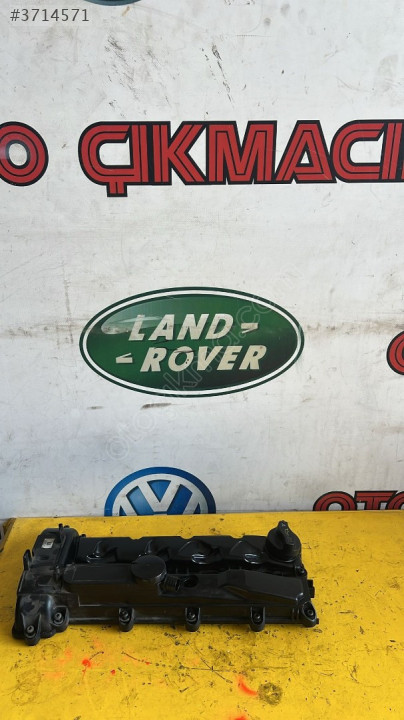 #3714571
O ÇIKMACI
LAND
ROVER
OTO